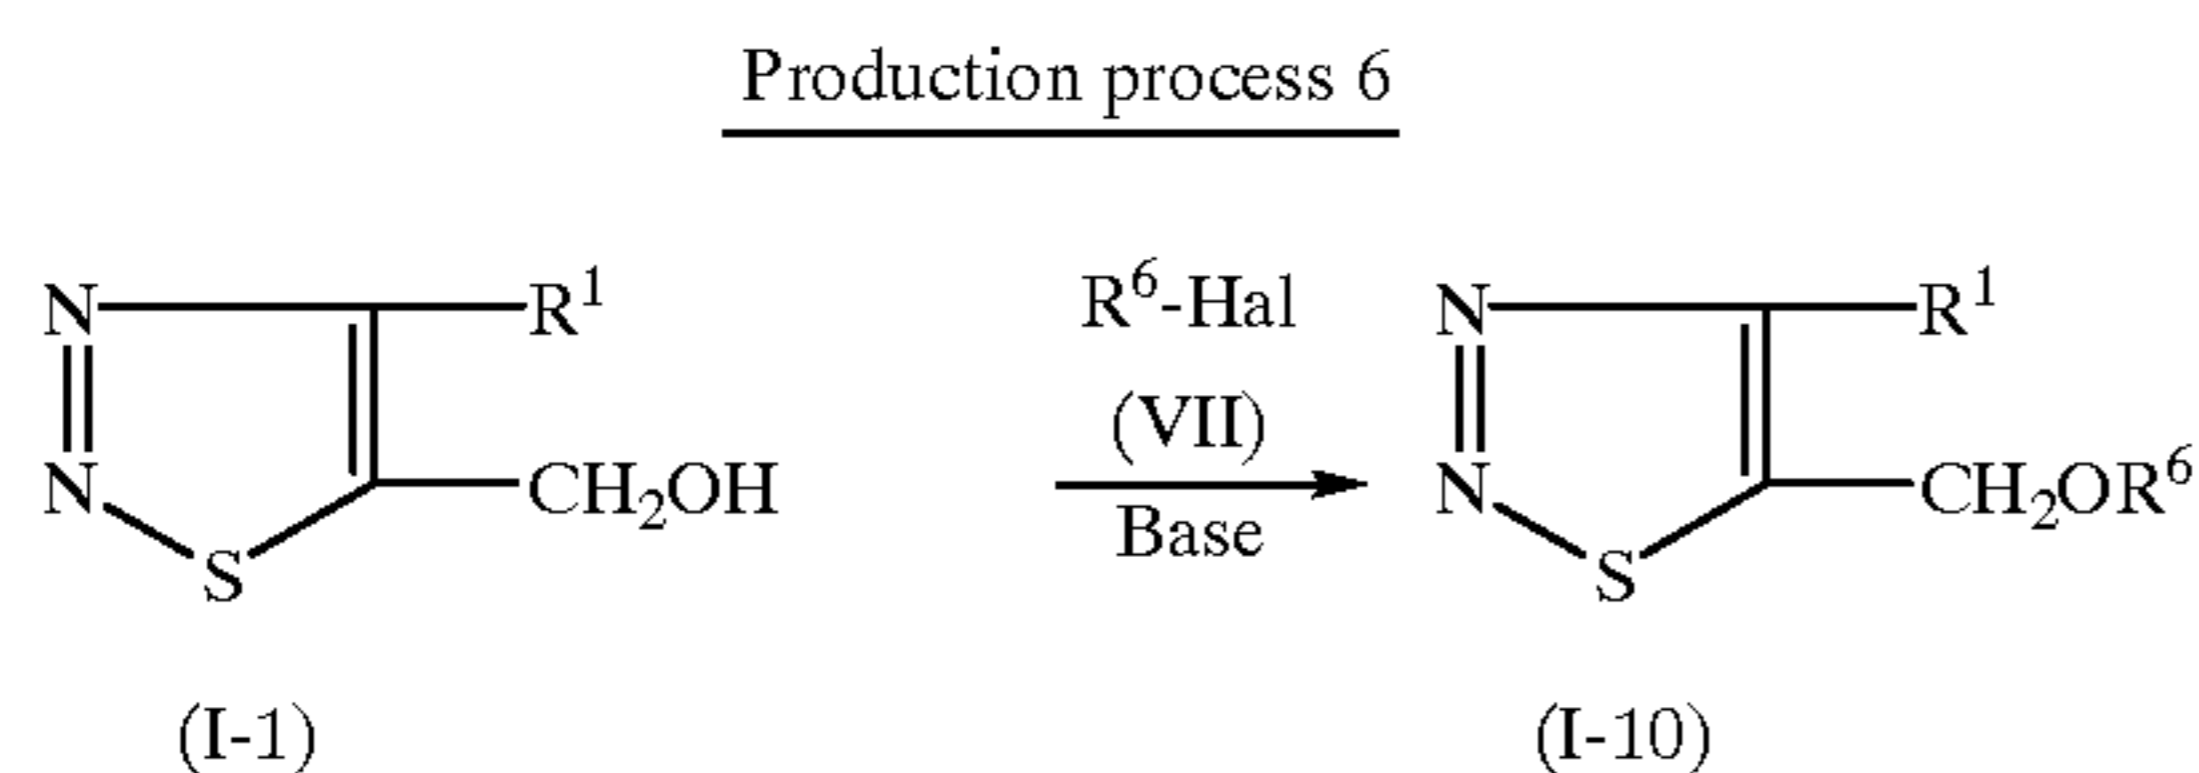 Production process 6
N R¹ R⁶-Hal N R¹
(VII)
N CH₂OH Base N CH₂OR⁶
S S
(I-1) (I-10)